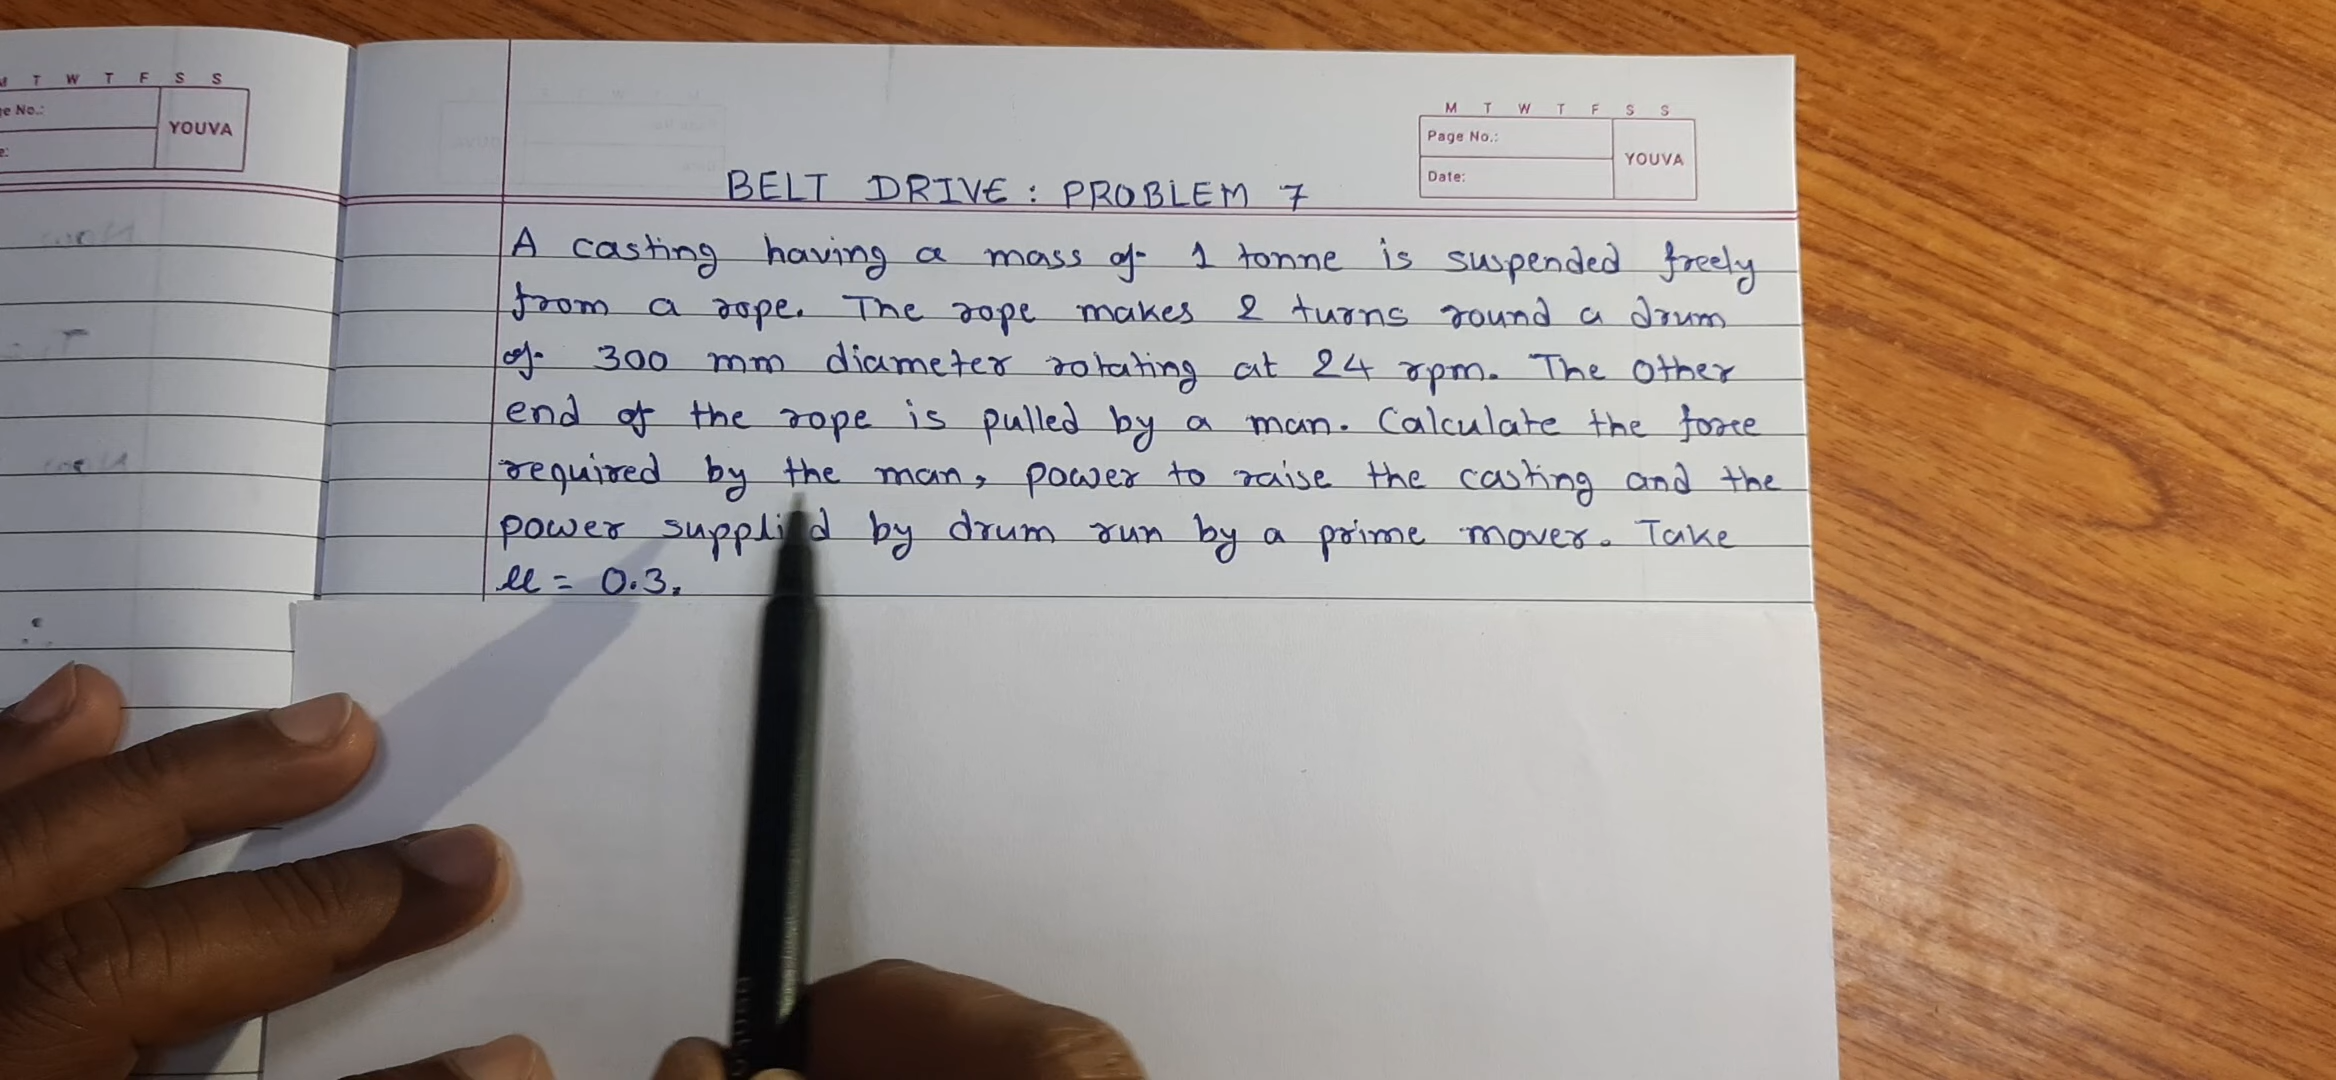 M T W T F S S
e No.:
YOUVA
e:
M T W T F S S
Page No.:
YOUVA
Date:
BELT DRIVE : PROBLEM 7
A casting having a mass of 1 tonne is suspended freely
from a rope. The rope makes 2 turns round a drum
of 300 mm diameter rotating at 24 rpm. The other
end of the rope is pulled by a man. Calculate the force
required by the man, power to raise the casting and the
power supplied by drum run by a prime mover. Take
μ = 0.3.